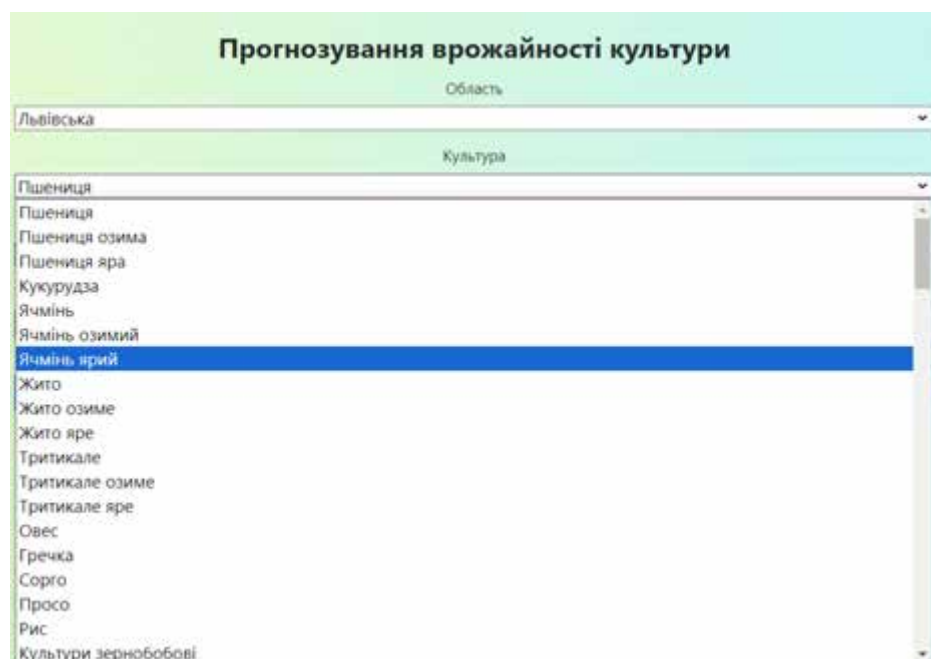 Прогнозування врожайності культури
Область
Львівська
Культура
Пшениця
Пшениця
Пшениця озима
Пшениця яра
Кукурудза
Ячмінь
Ячмінь озимий
Ячмінь ярий
Жито
Жито озиме
Жито яре
Тритикале
Тритикале озиме
Тритикале яре
Овес
Гречка
Сорго
Просо
Рис
Культури зернобобові